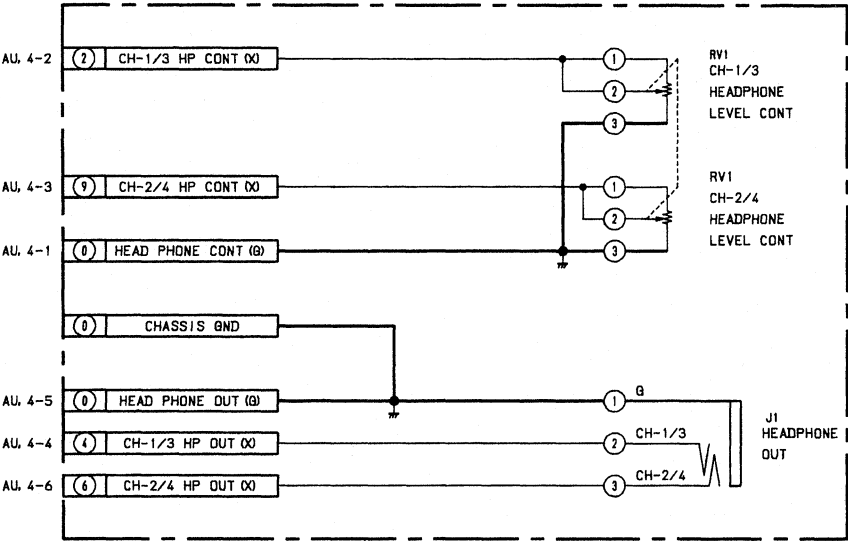 AU. 4-2 2 CH-1/3 HP CONT (X) 1
RV1
CH-1/3
2 HEADPHONE
LEVEL CONT
3
AU. 4-3 9 CH-2/4 HP CONT (X) 1
RV1
CH-2/4
2 HEADPHONE
LEVEL CONT
AU. 4-1 0 HEAD PHONE CONT (G) 3
0 CHASSIS GND
AU. 4-5 0 HEAD PHONE OUT (G) 1 G
J1
HEADPHONE
OUT
AU. 4-4 4 CH-1/3 HP OUT (X) 2 CH-1/3
AU. 4-6 6 CH-2/4 HP OUT (X) 3 CH-2/4